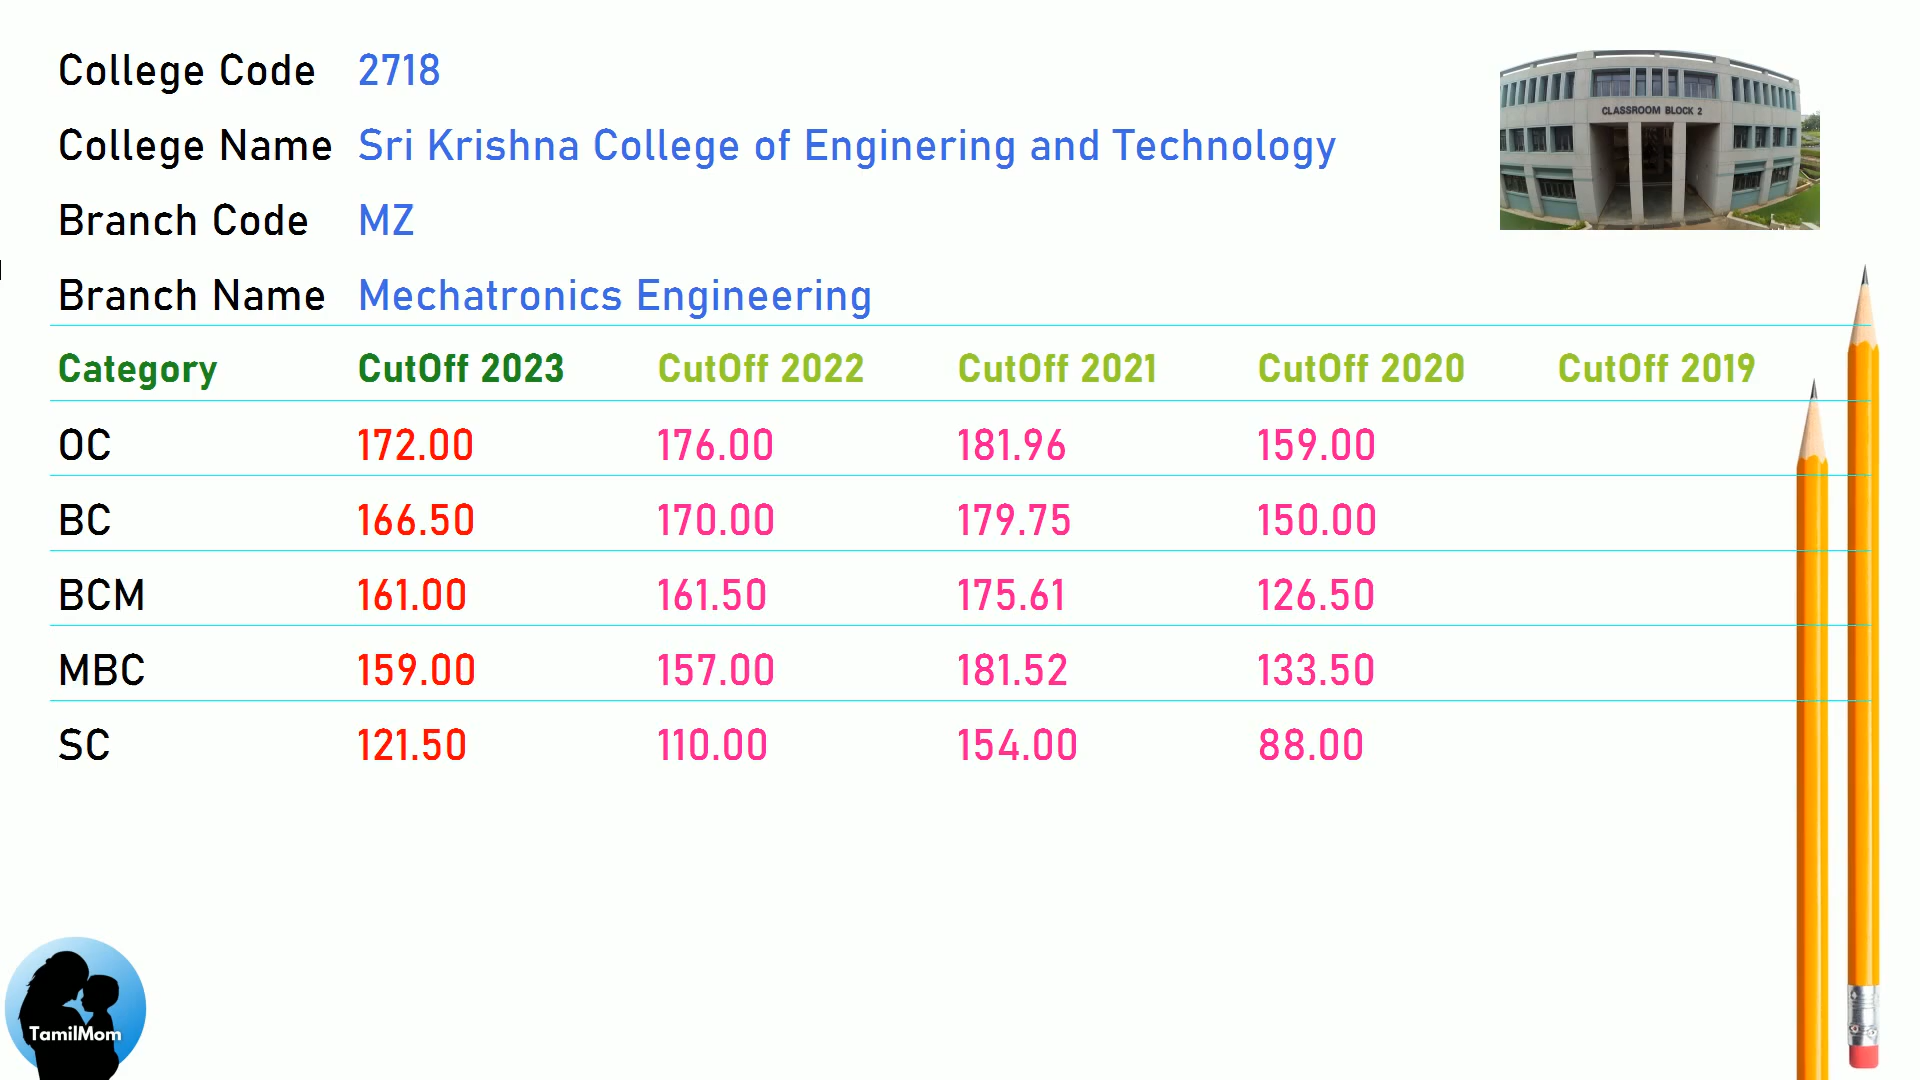 College Code 2718
College Name Sri Krishna College of Enginering and Technology
Branch Code MZ
Branch Name Mechatronics Engineering
CLASSROOM BLOCK 2
Category CutOff 2023 CutOff 2022 CutOff 2021 CutOff 2020 CutOff 2019
OC 172.00 176.00 181.96 159.00
BC 166.50 170.00 179.75 150.00
BCM 161.00 161.50 175.61 126.50
MBC 159.00 157.00 181.52 133.50
SC 121.50 110.00 154.00 88.00
TamilMom